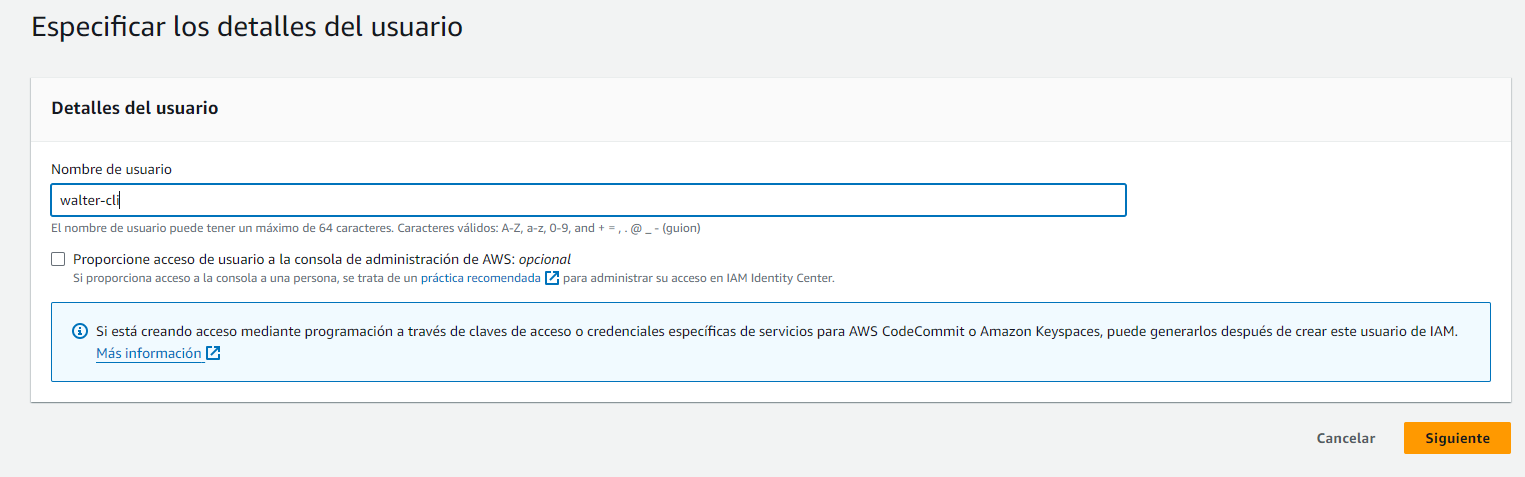 Especificar los detalles del usuario
Detalles del usuario
Nombre de usuario
walter-cli
El nombre de usuario puede tener un máximo de 64 caracteres. Caracteres válidos: A-Z, a-z, 0-9, and + = , . @ _ - (guion)
Proporcione acceso de usuario a la consola de administración de AWS: opcional
Si proporciona acceso a la consola a una persona, se trata de un práctica recomendada para administrar su acceso en IAM Identity Center.
Si está creando acceso mediante programación a través de claves de acceso o credenciales específicas de servicios para AWS CodeCommit o Amazon Keyspaces, puede generarlos después de crear este usuario de IAM.
Más información
Cancelar
Siguiente